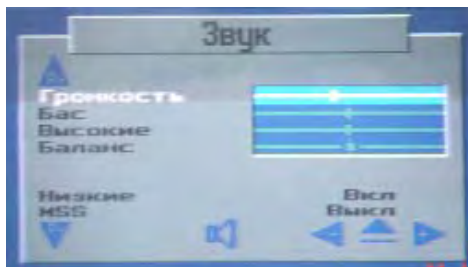 Звук
Громкость
Бас
Высокие
Баланс
Низкие Вкл
MSS Выкл